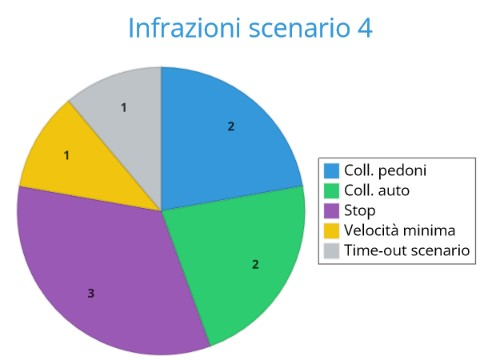 Infrazioni scenario 4
1
2
1
2
3
Coll. pedoni
Coll. auto
Stop
Velocità minima
Time-out scenario